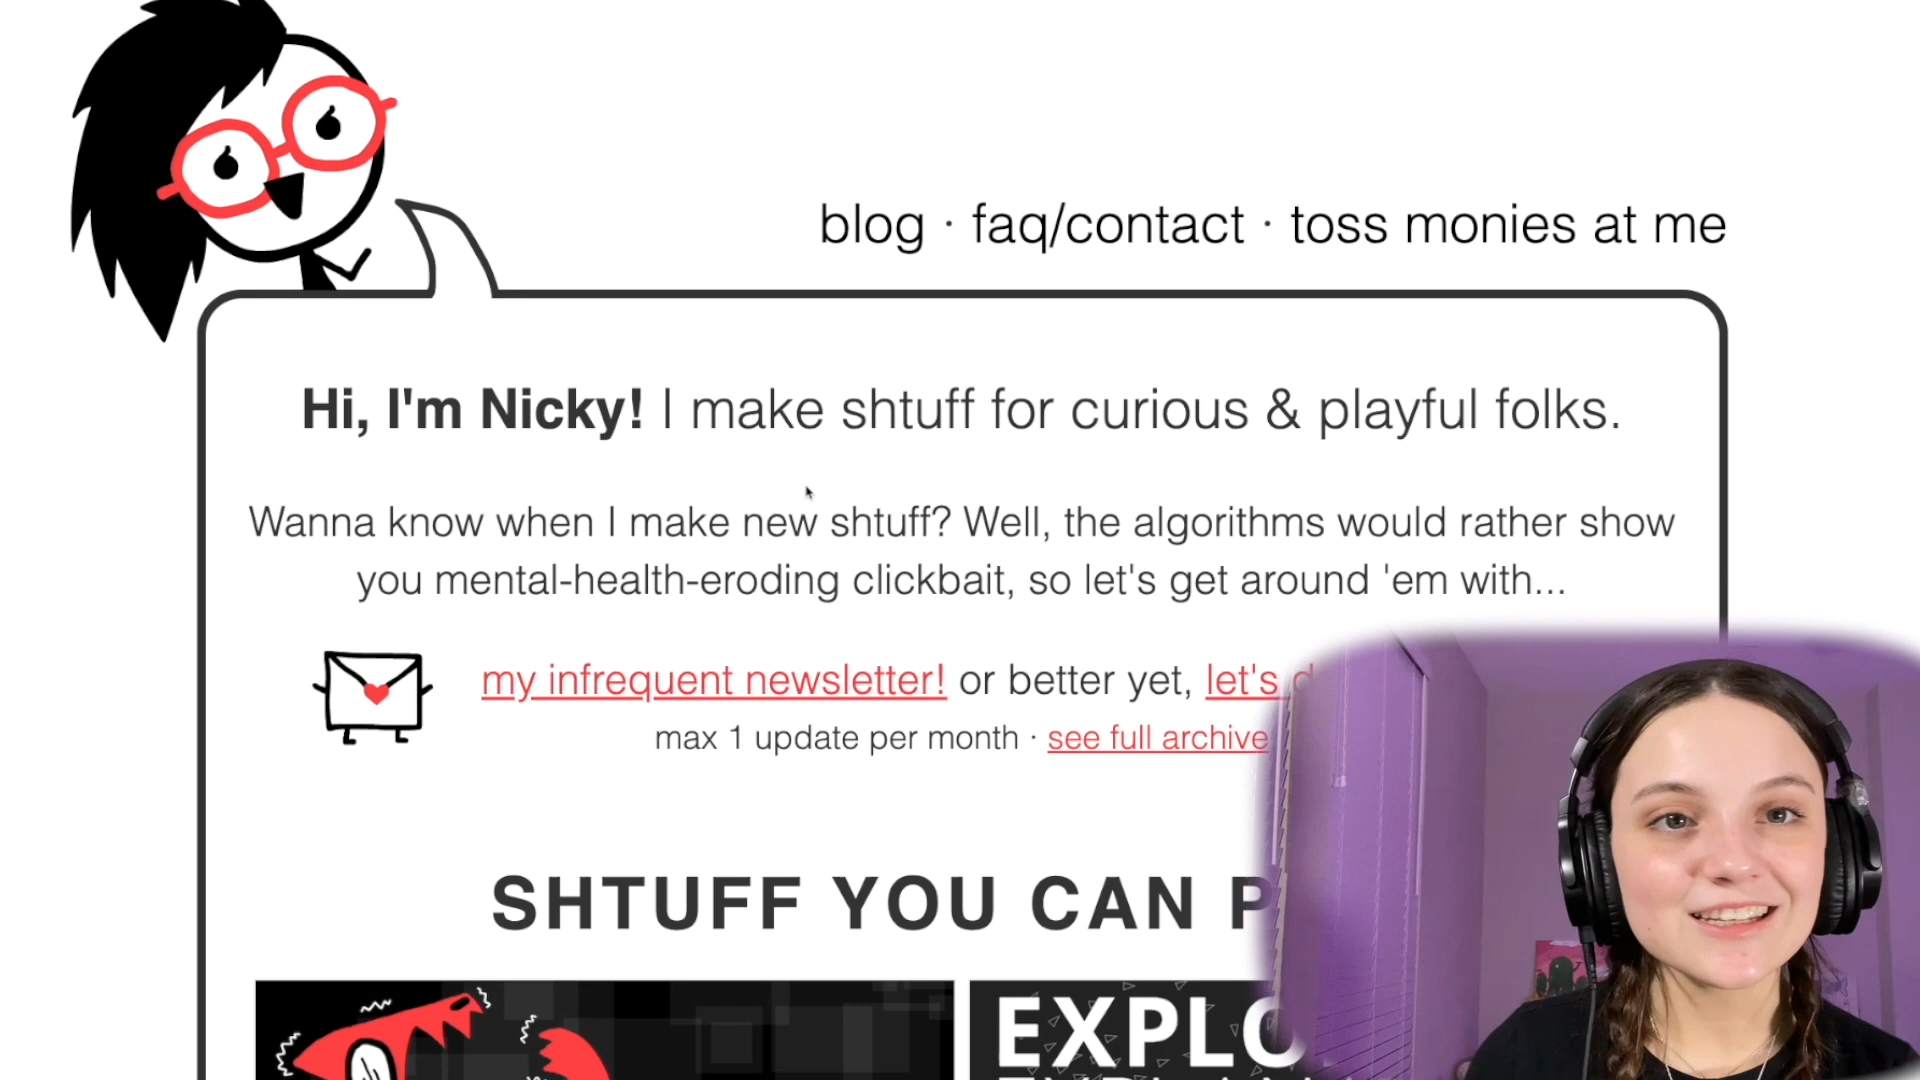 blog · faq/contact · toss monies at me
Hi, I'm Nicky! I make shtuff for curious & playful folks.
Wanna know when I make new shtuff? Well, the algorithms would rather show
you mental-health-eroding clickbait, so let's get around 'em with...
my infrequent newsletter! or better yet, let's
max 1 update per month · see full archive
SHTUFF YOU CAN